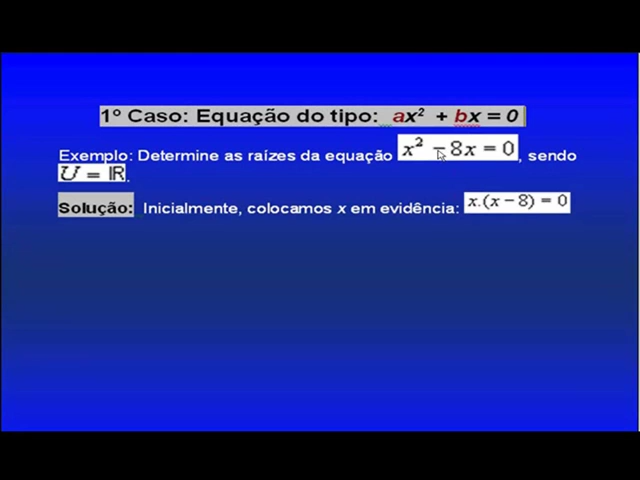 1º Caso: Equação do tipo: ax² + bx = 0
Exemplo: Determine as raízes da equação x² − 8x = 0, sendo
U = ℝ.
Solução: Inicialmente, colocamos x em evidência: x.(x − 8) = 0